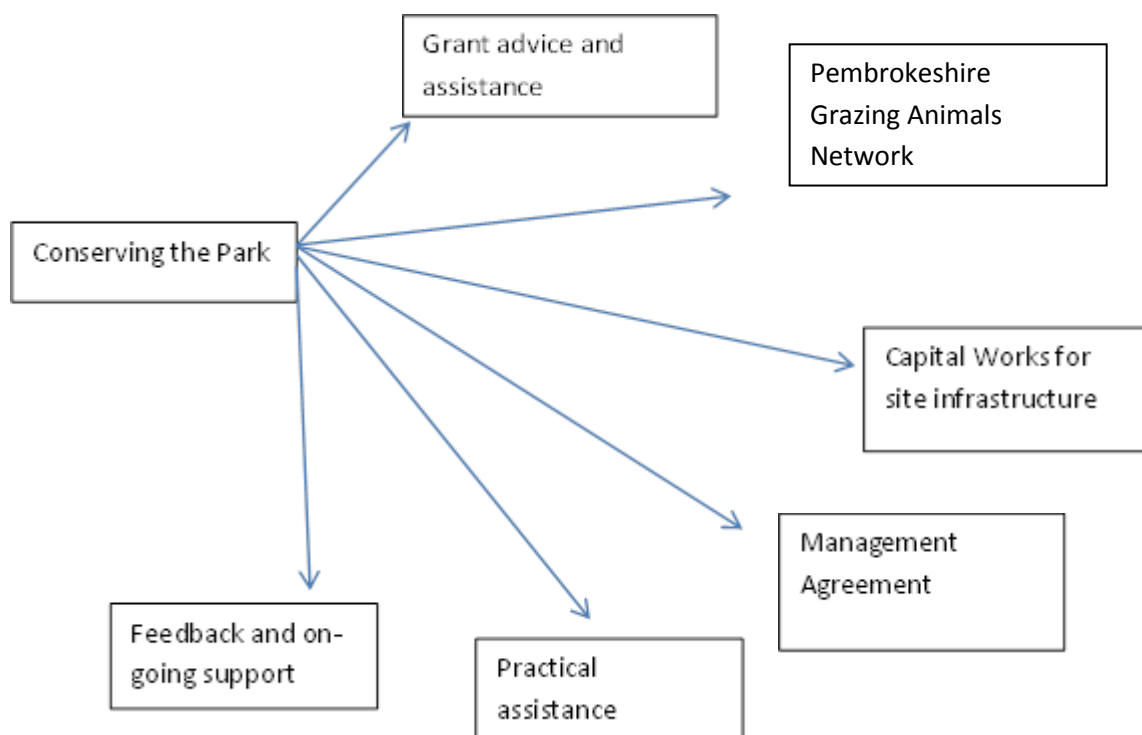 Grant advice and
assistance
Pembrokeshire
Grazing Animals
Network
Conserving the Park
Capital Works for
site infrastructure
Management
Agreement
Feedback and on-
going support
Practical
assistance